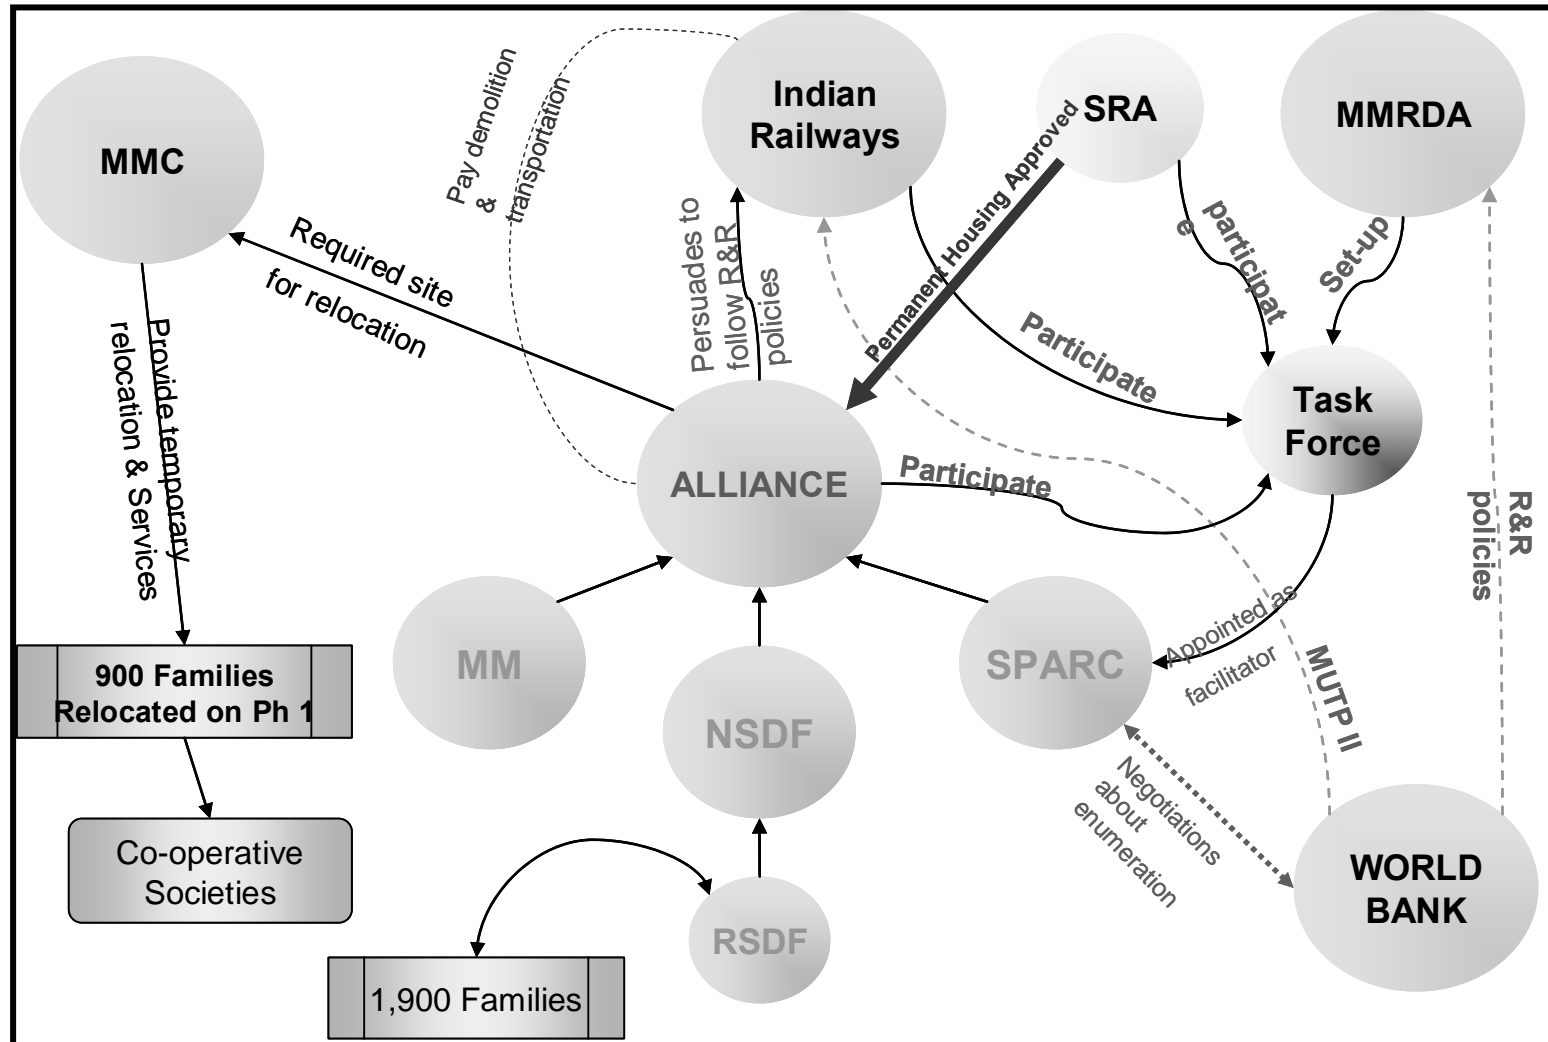 Indian
Railways
SRA
MMRDA
MMC
Pay demolition
&
transportation
Permanent Housing Approved
participat
e
Set-up
Required site
for relocation
Persuades to
follow R&R
policies
Participate
Task
Force
Provide temporary
relocation & Services
ALLIANCE
Participate
R&R
policies
MM
NSDF
SPARC
Appointed as
facilitator
MUTP II
900 Families
Relocated on Ph 1
Negotiations
about
enumeration
Co-operative
Societies
WORLD
BANK
RSDF
1,900 Families